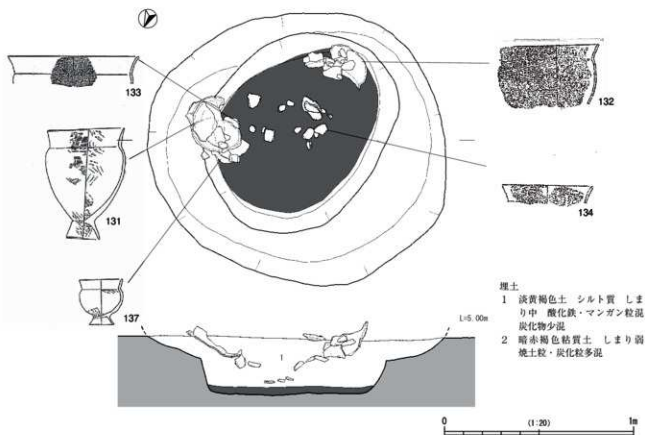 133
132
131
134
137
L=5.00m
1
埋土
1 淡黄褐色土 シルト質 しま
り中 酸化鉄・マンガン粒混
炭化物少混
2 暗赤褐色粘質土 しまり弱
焼土粒・炭化粒多混
0 (1:20) 1m